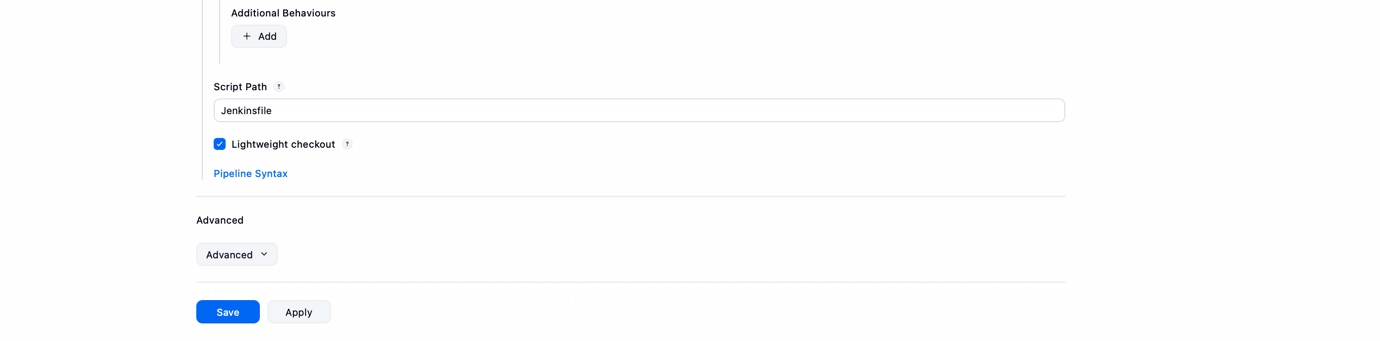 Additional Behaviours
+ Add
Script Path ?
Jenkinsfile
Lightweight checkout ?
Pipeline Syntax
Advanced
Advanced
Save Apply